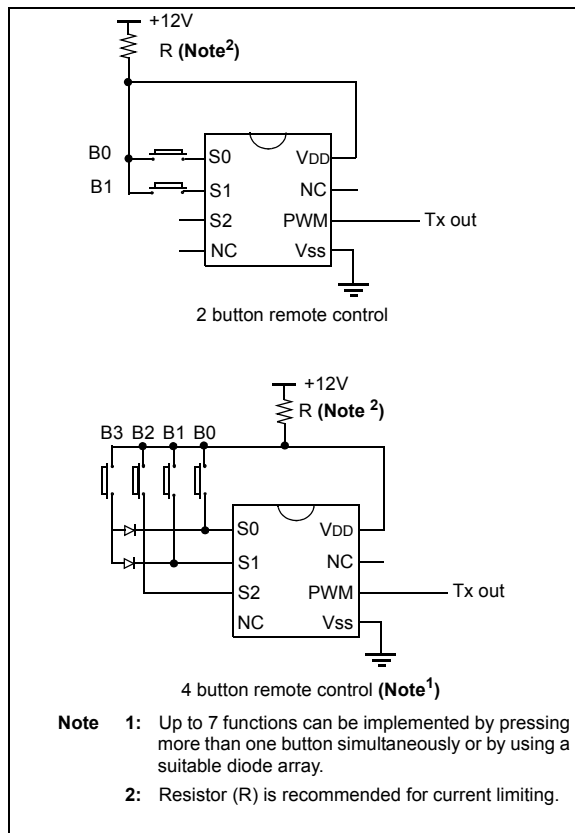 +12V
R (Note²)
B0
B1
S0
S1
S2
NC
VDD
NC
PWM
Vss
Tx out
2 button remote control
+12V
R (Note ²)
B3 B2 B1 B0
S0
S1
S2
NC
VDD
NC
PWM
Vss
Tx out
4 button remote control (Note¹)
Note 1: Up to 7 functions can be implemented by pressing
more than one button simultaneously or by using a
suitable diode array.
2: Resistor (R) is recommended for current limiting.